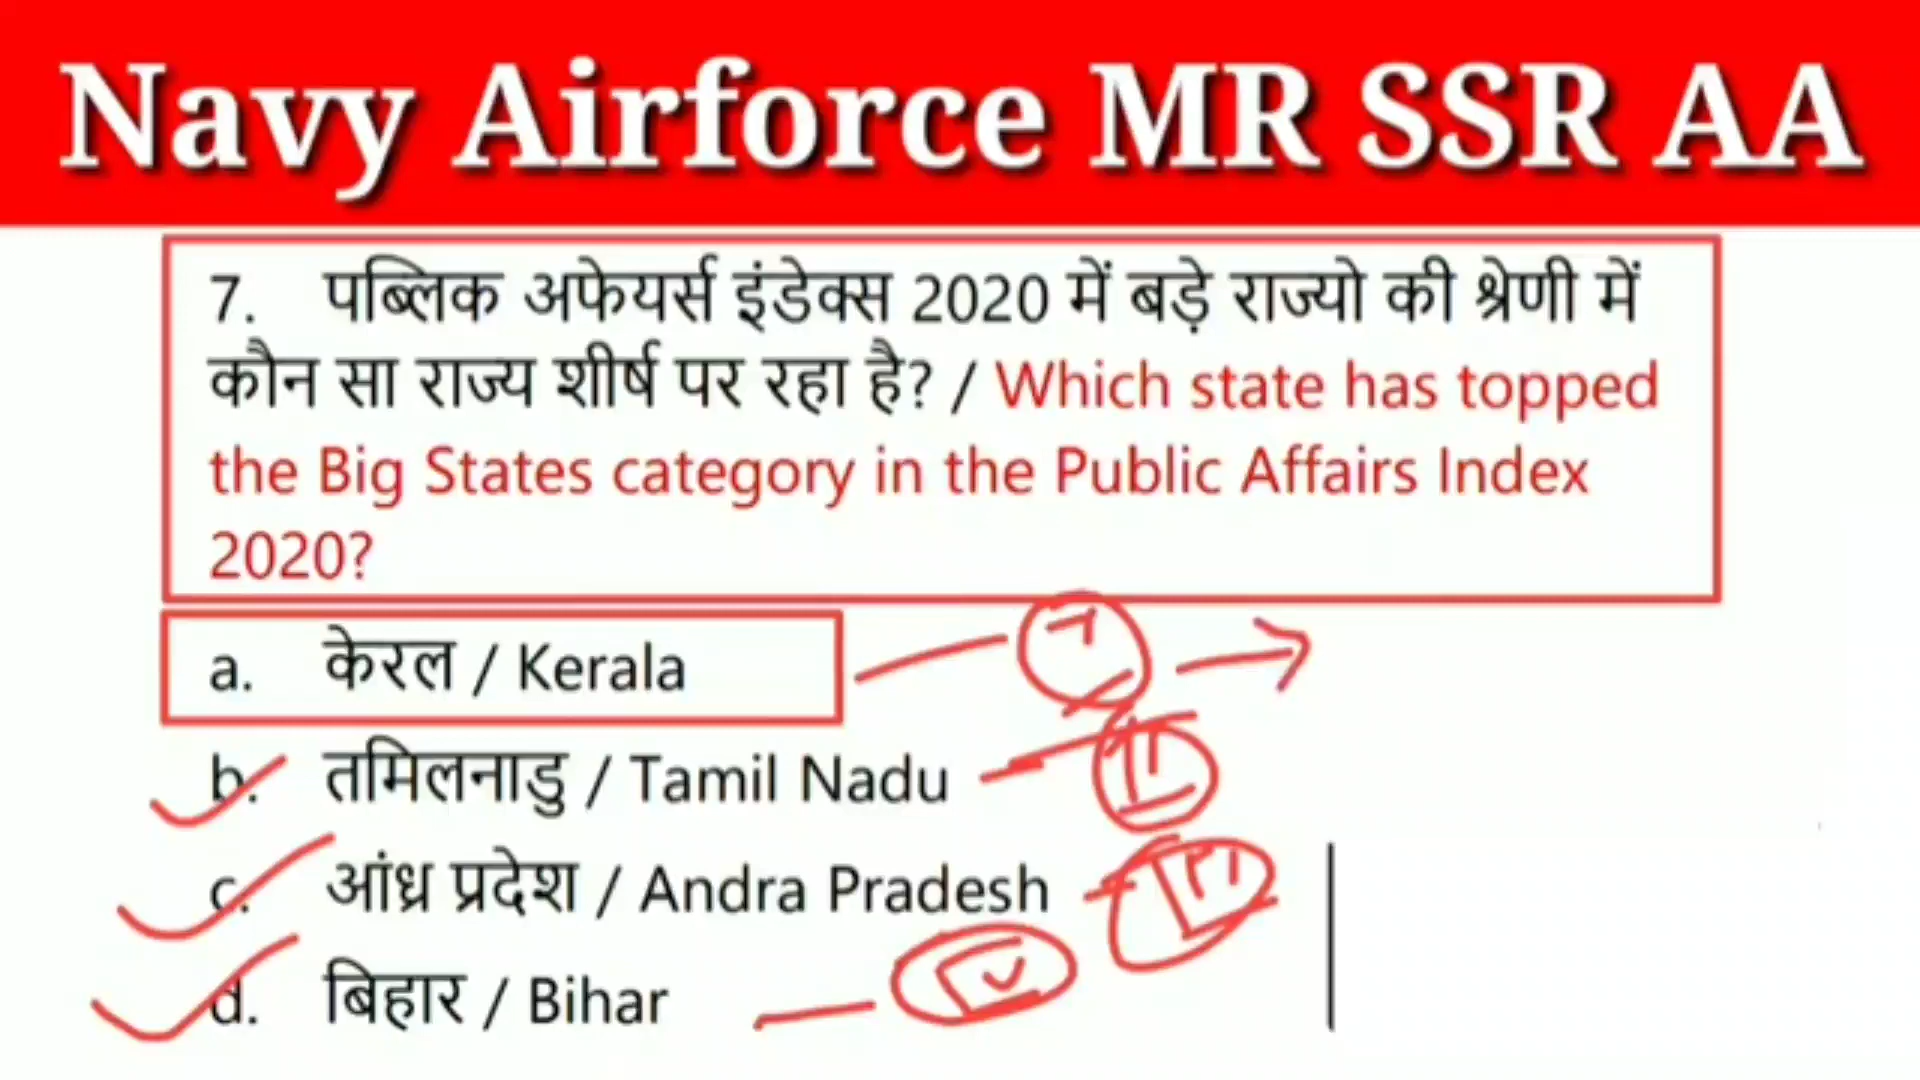 Navy Airforce MR SSR AA
7. पब्लिक अफेयर्स इंडेक्स 2020 में बड़े राज्यो की श्रेणी में
कौन सा राज्य शीर्ष पर रहा है? / Which state has topped
the Big States category in the Public Affairs Index
2020?
a. केरल / Kerala
b. तमिलनाडु / Tamil Nadu
c. आंध्र प्रदेश / Andra Pradesh
d. बिहार / Bihar